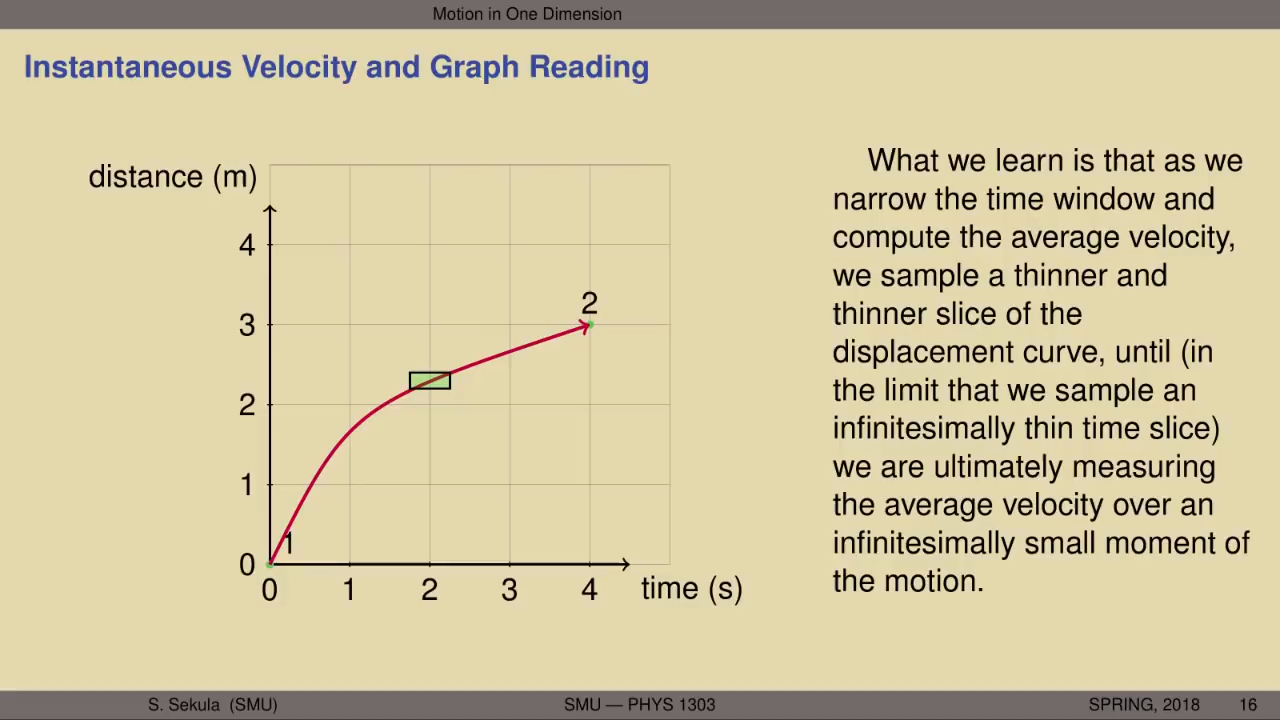 Motion in One Dimension
Instantaneous Velocity and Graph Reading
distance (m)
4
3
2
1
0
2
1
0 1 2 3 4 time (s)
What we learn is that as we
narrow the time window and
compute the average velocity,
we sample a thinner and
thinner slice of the
displacement curve, until (in
the limit that we sample an
infinitesimally thin time slice)
we are ultimately measuring
the average velocity over an
infinitesimally small moment of
the motion.
S. Sekula (SMU) SMU — PHYS 1303 SPRING, 2018 16